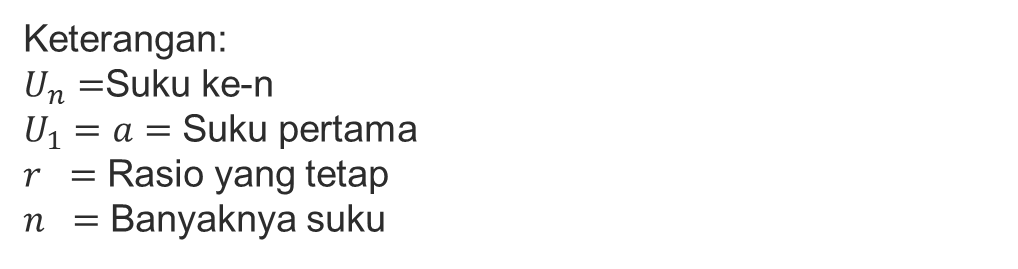 Keterangan:
Uₙ =Suku ke-n
U₁ = a = Suku pertama
r = Rasio yang tetap
n = Banyaknya suku